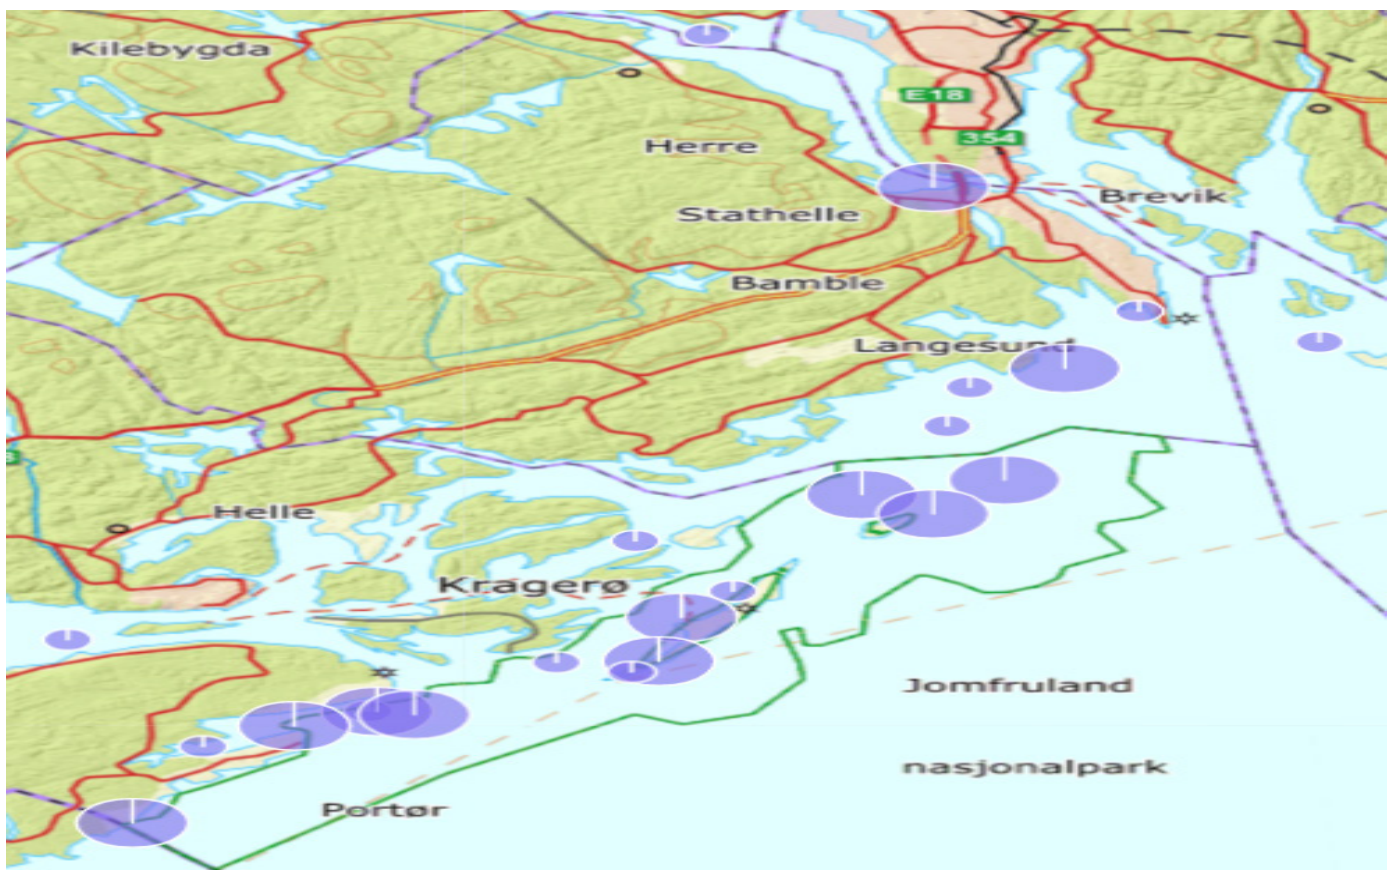 Kilebygda
E18
354
Herre
Brevik
Stathelle
Bamble
Langesund
Helle
Kragerø
Jomfruland
nasjonalpark
Portør